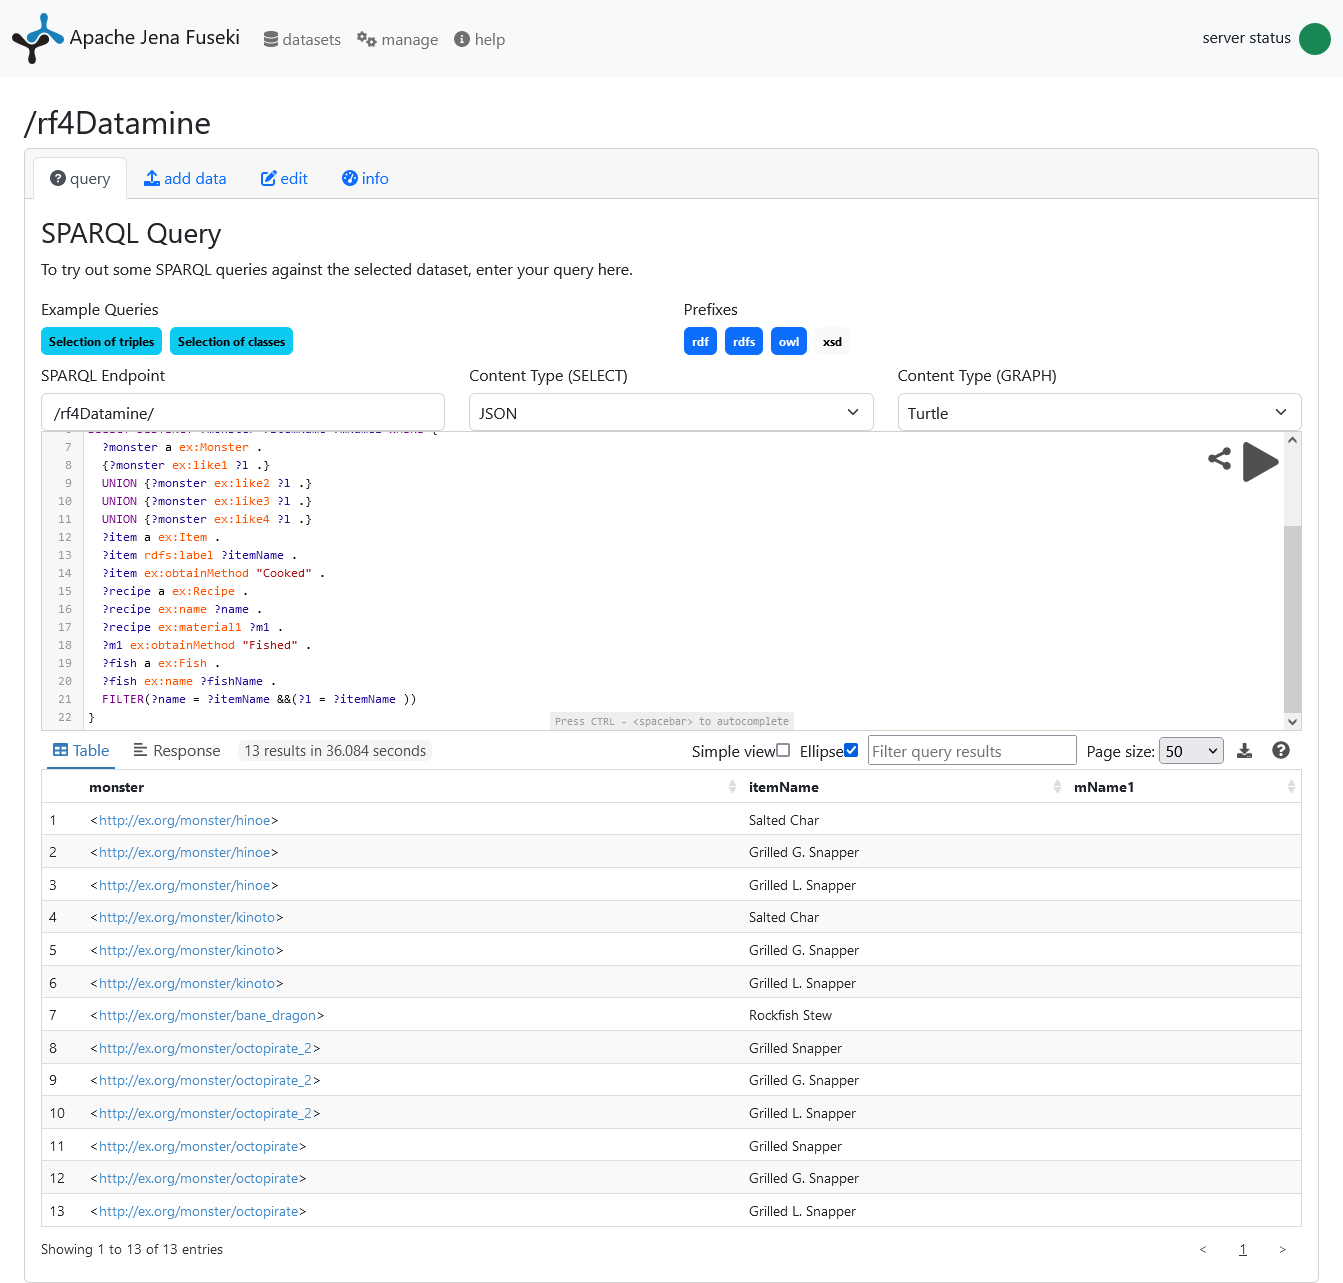 Apache Jena Fuseki datasets manage help server status
/rf4Datamine
query add data edit info
SPARQL Query
To try out some SPARQL queries against the selected dataset, enter your query here.
Example Queries Prefixes
Selection of triples Selection of classes rdf rdfs owl xsd
SPARQL Endpoint Content Type (SELECT) Content Type (GRAPH)
/rf4Datamine/ JSON Turtle
7 ?monster a ex:Monster .
8 {?monster ex:like1 ?l .}
9 UNION {?monster ex:like2 ?l .}
10 UNION {?monster ex:like3 ?l .}
11 UNION {?monster ex:like4 ?l .}
12 ?item a ex:Item .
13 ?item rdfs:label ?itemName .
14 ?item ex:obtainMethod "Cooked" .
15 ?recipe a ex:Recipe .
16 ?recipe ex:name ?name .
17 ?recipe ex:material1 ?m1 .
18 ?m1 ex:obtainMethod "Fished" .
19 ?fish a ex:Fish .
20 ?fish ex:name ?fishName .
21 FILTER(?name = ?itemName &&(?l = ?itemName ))
22 }
Press CTRL - <spacebar> to autocomplete
Table Response 13 results in 36.084 seconds Simple view Ellipse Filter query results Page size: 50
monster itemName mName1
1 <http://ex.org/monster/hinoe> Salted Char
2 <http://ex.org/monster/hinoe> Grilled G. Snapper
3 <http://ex.org/monster/hinoe> Grilled L. Snapper
4 <http://ex.org/monster/kinoto> Salted Char
5 <http://ex.org/monster/kinoto> Grilled G. Snapper
6 <http://ex.org/monster/kinoto> Grilled L. Snapper
7 <http://ex.org/monster/bane_dragon> Rockfish Stew
8 <http://ex.org/monster/octopirate_2> Grilled Snapper
9 <http://ex.org/monster/octopirate_2> Grilled G. Snapper
10 <http://ex.org/monster/octopirate_2> Grilled L. Snapper
11 <http://ex.org/monster/octopirate> Grilled Snapper
12 <http://ex.org/monster/octopirate> Grilled G. Snapper
13 <http://ex.org/monster/octopirate> Grilled L. Snapper
Showing 1 to 13 of 13 entries < 1 >